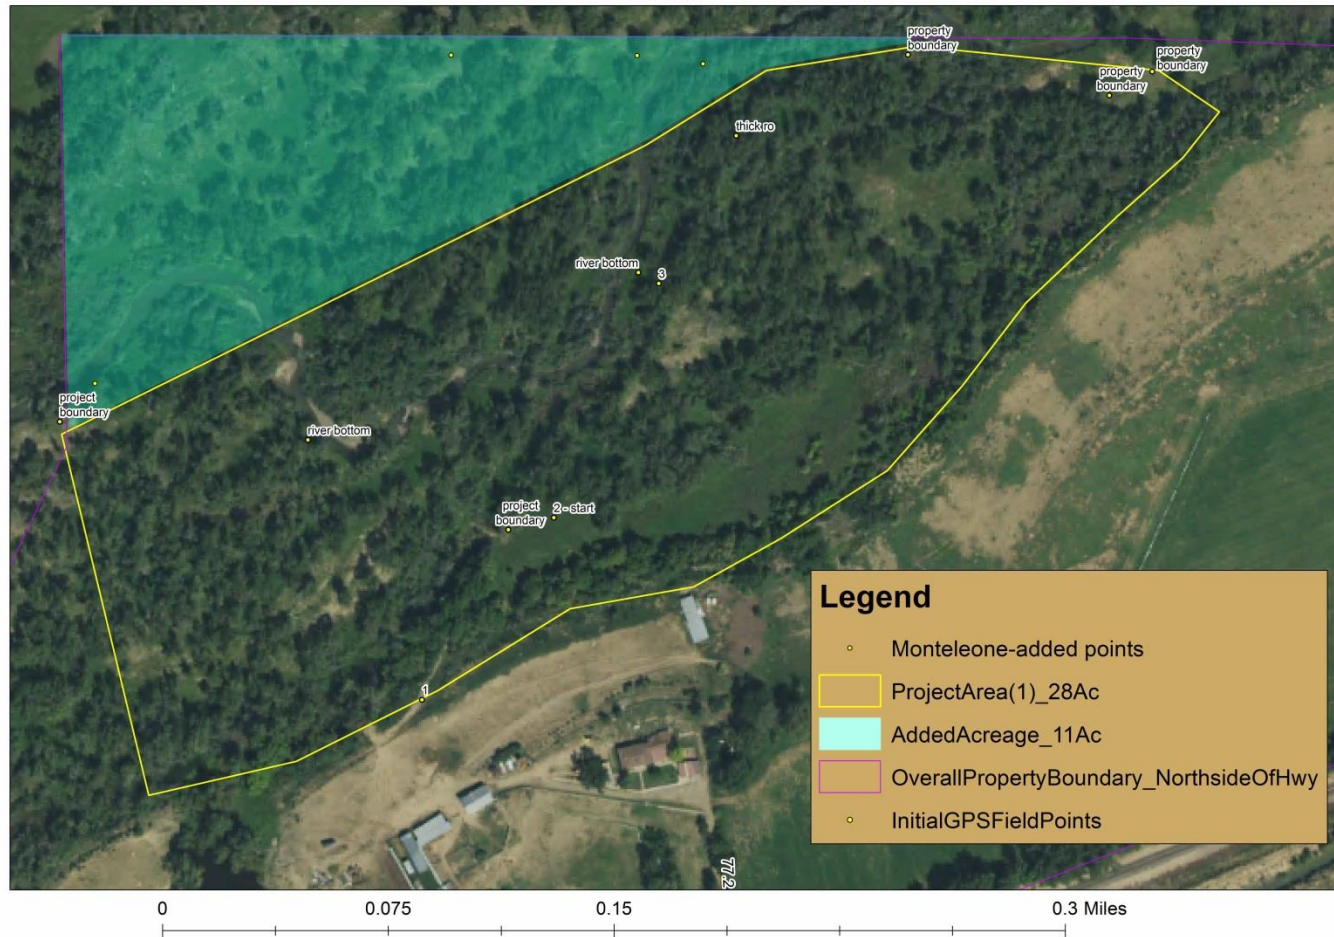 property
boundary
property
boundary
property
boundary
thick ro
river bottom
3
project
boundary
river bottom
project
boundary
2 - start
1
77.2
Legend
Monteleone-added points
ProjectArea(1)_28Ac
AddedAcreage_11Ac
OverallPropertyBoundary_NorthsideOfHwy
InitialGPSFieldPoints
0 0.075 0.15 0.3 Miles